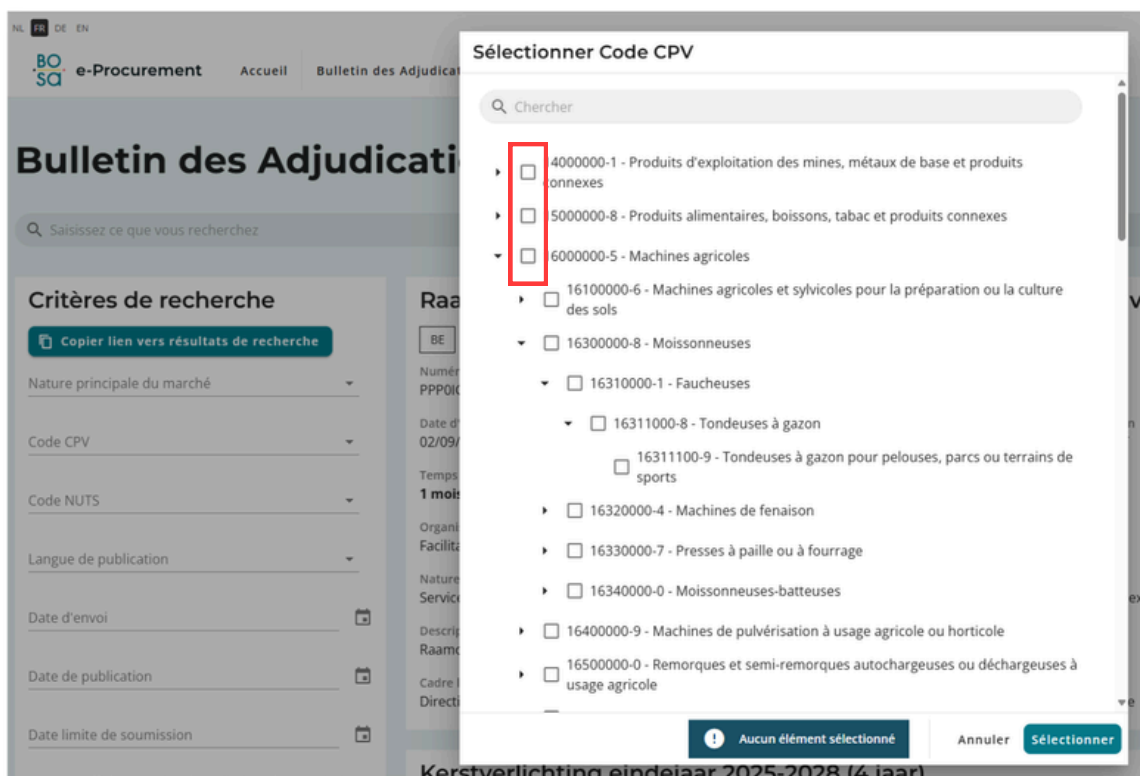 NL FR DE EN
BOSA
e-Procurement Accueil Bulletin des Adjudicat
Bulletin des Adjudicati
Saisissez ce que vous recherchez
Critères de recherche
Copier lien vers résultats de recherche
Nature principale du marché
Code CPV
Code NUTS
Langue de publication
Date d'envoi
Date de publication
Date limite de soumission
Raa
BE
Numér
PPP0IC
Date d'
02/09/
Temps
1 mois
Organi
Facilita
Nature
Service
Descrip
Raamo
Cadre l
Directi
Kerstverlichting eindejaar 2025-2028 (4 jaar)
Sélectionner Code CPV
Chercher
14000000-1 - Produits d'exploitation des mines, métaux de base et produits
connexes
15000000-8 - Produits alimentaires, boissons, tabac et produits connexes
16000000-5 - Machines agricoles
16100000-6 - Machines agricoles et sylvicoles pour la préparation ou la culture
des sols
16300000-8 - Moissonneuses
16310000-1 - Faucheuses
16311000-8 - Tondeuses à gazon
16311100-9 - Tondeuses à gazon pour pelouses, parcs ou terrains de
sports
16320000-4 - Machines de fenaison
16330000-7 - Presses à paille ou à fourrage
16340000-0 - Moissonneuses-batteuses
16400000-9 - Machines de pulvérisation à usage agricole ou horticole
16500000-0 - Remorques et semi-remorques autochargeuses ou déchargeuses à
usage agricole
Aucun élément sélectionné
Annuler
Sélectionner